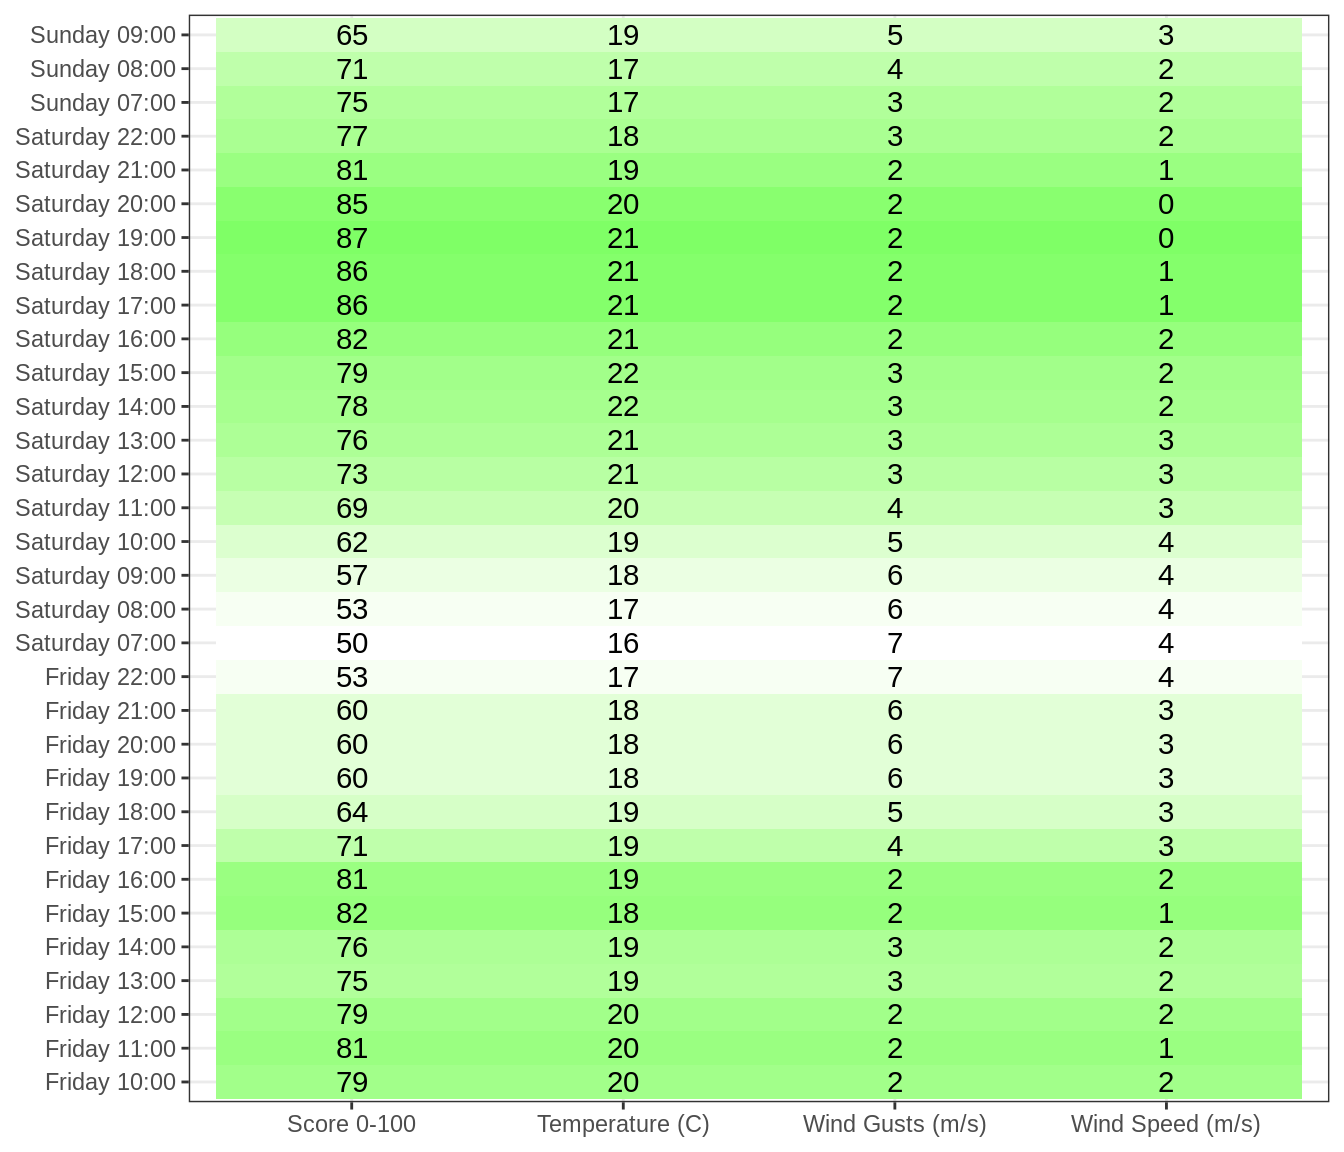 Sunday 09:00 65 19 5 3
Sunday 08:00 71 17 4 2
Sunday 07:00 75 17 3 2
Saturday 22:00 77 18 3 2
Saturday 21:00 81 19 2 1
Saturday 20:00 85 20 2 0
Saturday 19:00 87 21 2 0
Saturday 18:00 86 21 2 1
Saturday 17:00 86 21 2 1
Saturday 16:00 82 21 2 2
Saturday 15:00 79 22 3 2
Saturday 14:00 78 22 3 2
Saturday 13:00 76 21 3 3
Saturday 12:00 73 21 3 3
Saturday 11:00 69 20 4 3
Saturday 10:00 62 19 5 4
Saturday 09:00 57 18 6 4
Saturday 08:00 53 17 6 4
Saturday 07:00 50 16 7 4
Friday 22:00 53 17 7 4
Friday 21:00 60 18 6 3
Friday 20:00 60 18 6 3
Friday 19:00 60 18 6 3
Friday 18:00 64 19 5 3
Friday 17:00 71 19 4 3
Friday 16:00 81 19 2 2
Friday 15:00 82 18 2 1
Friday 14:00 76 19 3 2
Friday 13:00 75 19 3 2
Friday 12:00 79 20 2 2
Friday 11:00 81 20 2 1
Friday 10:00 79 20 2 2
Score 0-100 Temperature (C) Wind Gusts (m/s) Wind Speed (m/s)